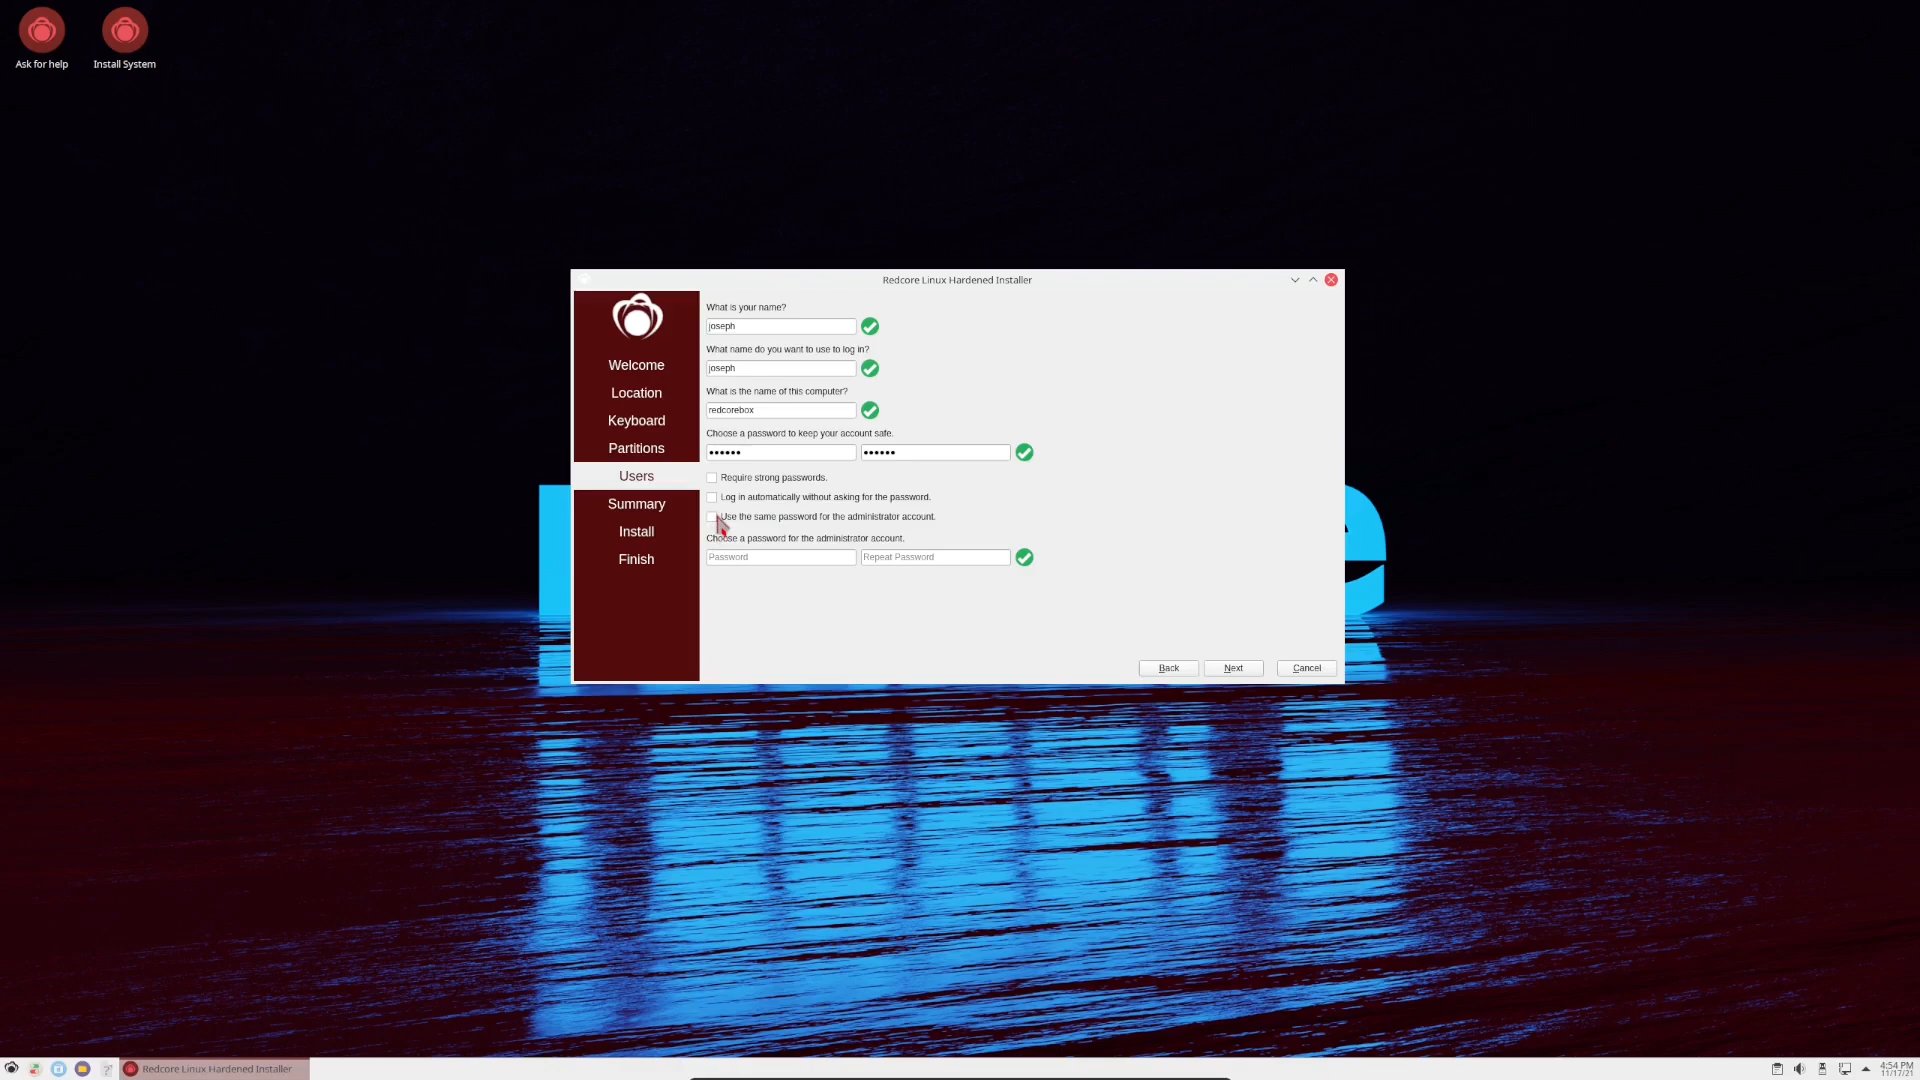 Ask for help
Install System
Redcore Linux Hardened Installer
Welcome
Location
Keyboard
Partitions
Users
Summary
Install
Finish
What is your name?
joseph
What name do you want to use to log in?
joseph
What is the name of this computer?
redcorebox
Choose a password to keep your account safe.
●●●●●● ●●●●●●
Require strong passwords.
Log in automatically without asking for the password.
Use the same password for the administrator account.
Choose a password for the administrator account.
Password Repeat Password
Back Next Cancel
Redcore Linux Hardened Installer
4:54 PM
11/17/21